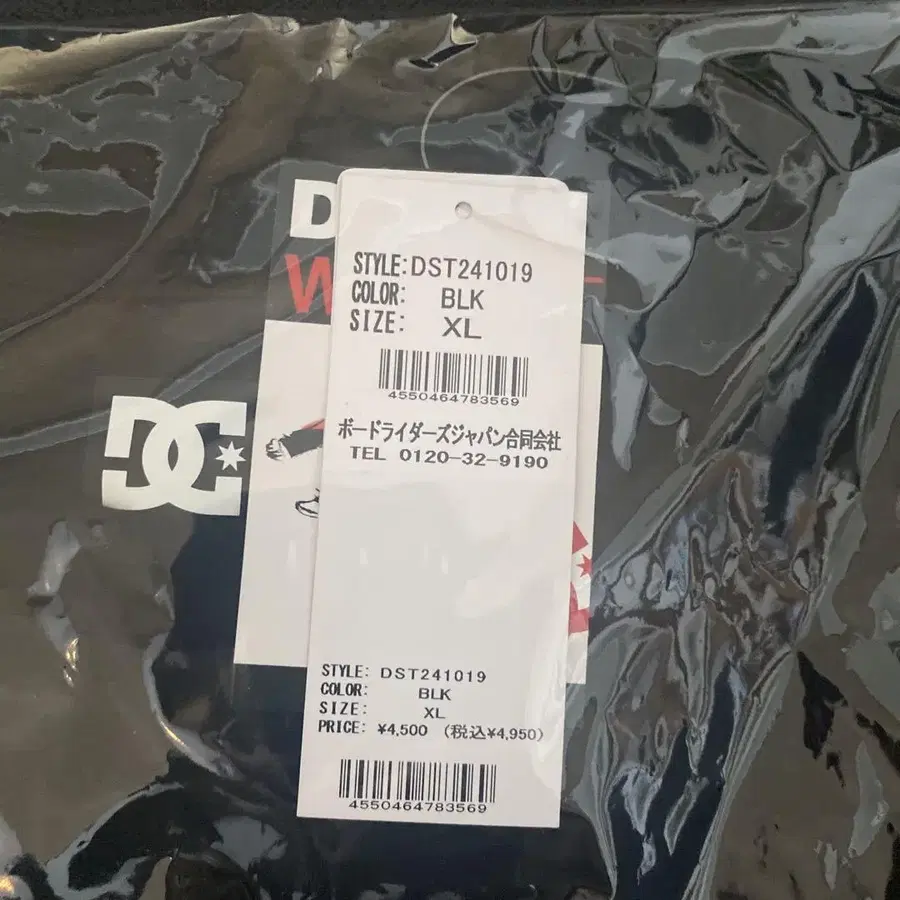 STYLE:DST241019
COLOR: BLK
SIZE: XL
4550464783569
ボードライダーズジャパン合同会社
TEL 0120-32-9190
DC
STYLE: DST241019
COLOR: BLK
SIZE: XL
PRICE: ¥4,500 (税込¥4,950)
4550464783569